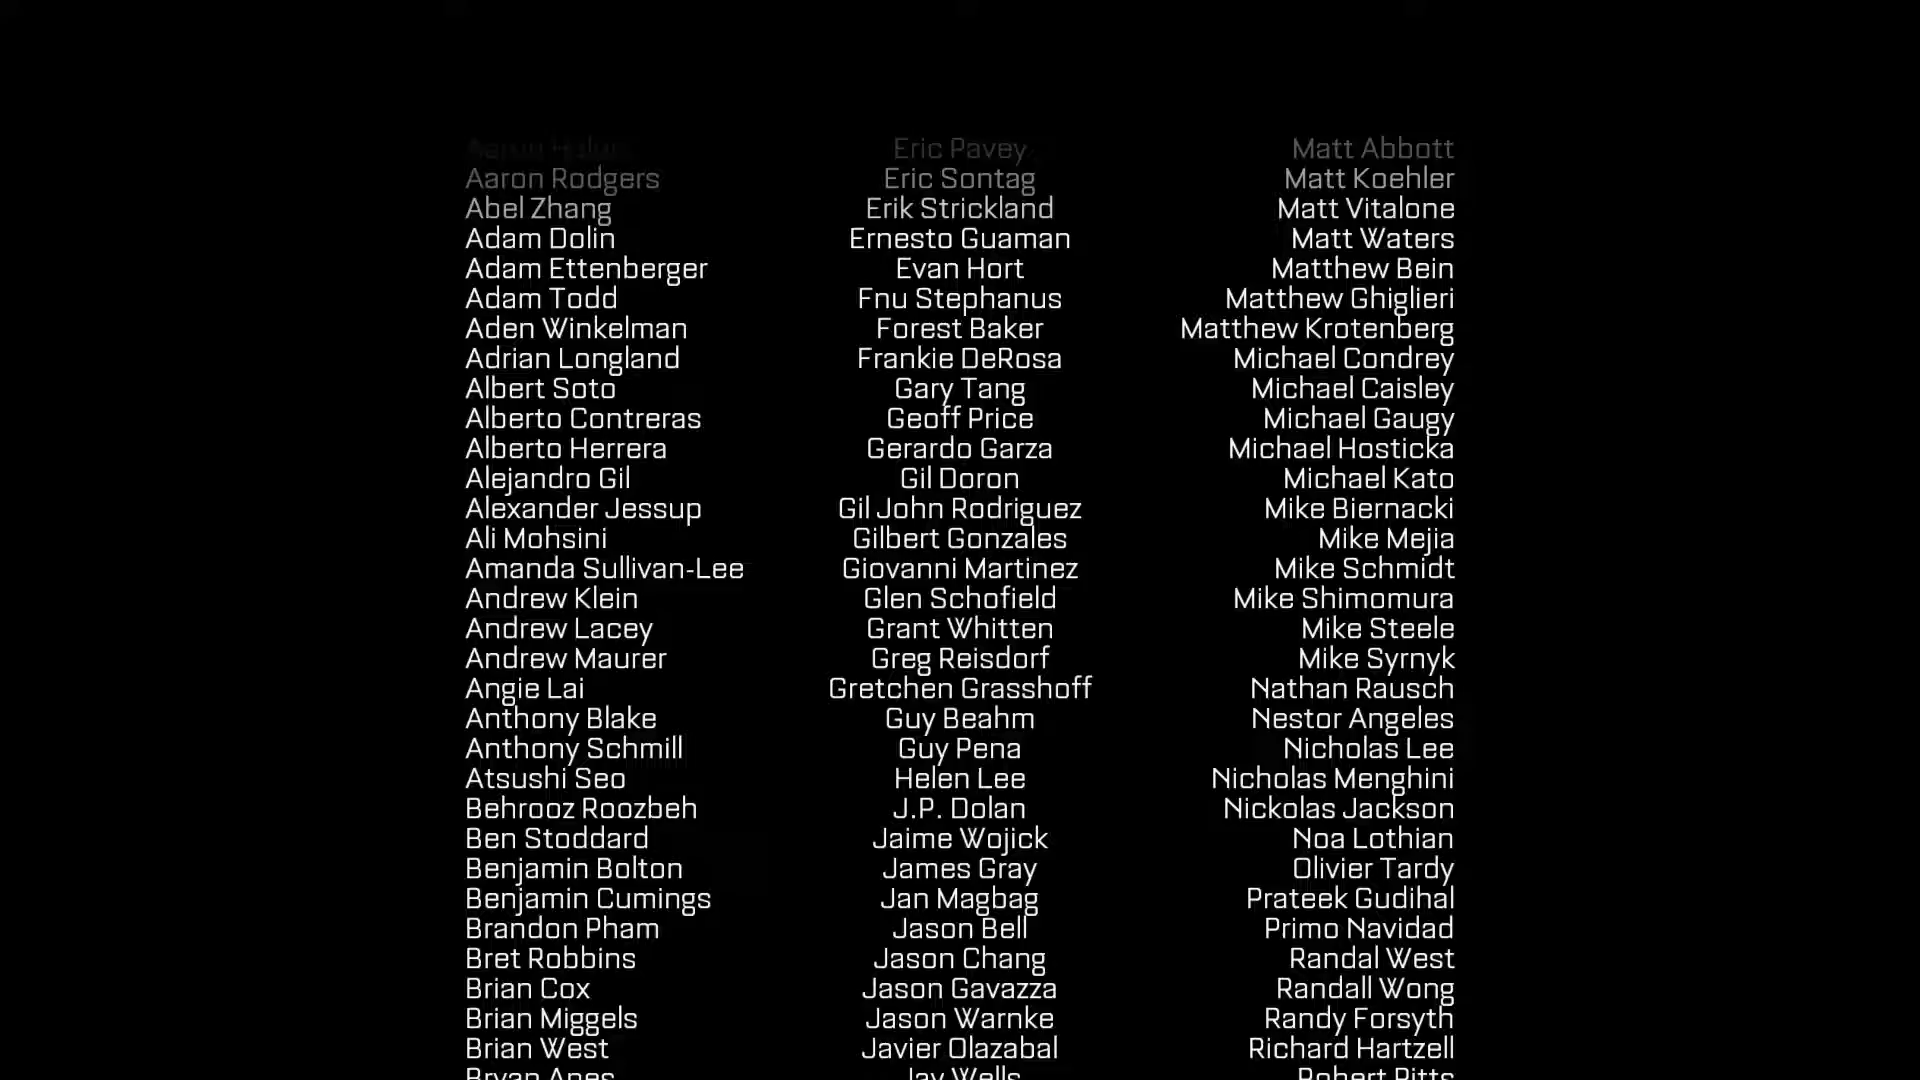 Eric Pavey
Matt Abbott
Aaron Rodgers
Eric Sontag
Matt Koehler
Abel Zhang
Erik Strickland
Matt Vitalone
Adam Dolin
Ernesto Guaman
Matt Waters
Adam Ettenberger
Evan Hort
Matthew Bein
Adam Todd
Fnu Stephanus
Matthew Ghiglieri
Aden Winkelman
Forest Baker
Matthew Krotenberg
Adrian Longland
Frankie DeRosa
Michael Condrey
Albert Soto
Gary Tang
Michael Caisley
Alberto Contreras
Geoff Price
Michael Gaugy
Alberto Herrera
Gerardo Garza
Michael Hosticka
Alejandro Gil
Gil Doron
Michael Kato
Alexander Jessup
Gil John Rodriguez
Mike Biernacki
Ali Mohsini
Gilbert Gonzales
Mike Mejia
Amanda Sullivan-Lee
Giovanni Martinez
Mike Schmidt
Andrew Klein
Glen Schofield
Mike Shimomura
Andrew Lacey
Grant Whitten
Mike Steele
Andrew Maurer
Greg Reisdorf
Mike Syrnyk
Angie Lai
Gretchen Grasshoff
Nathan Rausch
Anthony Blake
Guy Beahm
Nestor Angeles
Anthony Schmill
Guy Pena
Nicholas Lee
Atsushi Seo
Helen Lee
Nicholas Menghini
Behrooz Roozbeh
J.P. Dolan
Nickolas Jackson
Ben Stoddard
Jaime Wojick
Noa Lothian
Benjamin Bolton
James Gray
Olivier Tardy
Benjamin Cumings
Jan Magbag
Prateek Gudihal
Brandon Pham
Jason Bell
Primo Navidad
Bret Robbins
Jason Chang
Randal West
Brian Cox
Jason Gavazza
Randall Wong
Brian Miggels
Jason Warnke
Randy Forsyth
Brian West
Javier Olazabal
Richard Hartzell
Bryan Anes
Jay Wells
Robert Pitts